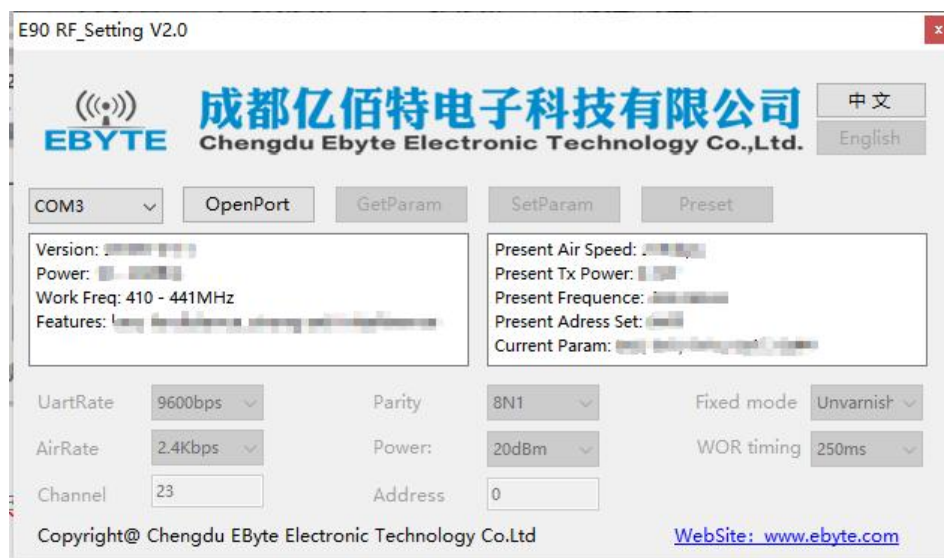 E90 RF_Setting V2.0
x
EBYTE
成都亿佰特电子科技有限公司
Chengdu Ebyte Electronic Technology Co.,Ltd.
中文
English
COM3 OpenPort GetParam SetParam Preset
Version:
Power:
Work Freq: 410 - 441MHz
Features:
Present Air Speed:
Present Tx Power:
Present Frequence:
Present Adress Set:
Current Param:
UartRate 9600bps Parity 8N1 Fixed mode Unvarnish
AirRate 2.4Kbps Power: 20dBm WOR timing 250ms
Channel 23 Address 0
Copyright@ Chengdu EByte Electronic Technology Co.Ltd WebSite: www.ebyte.com